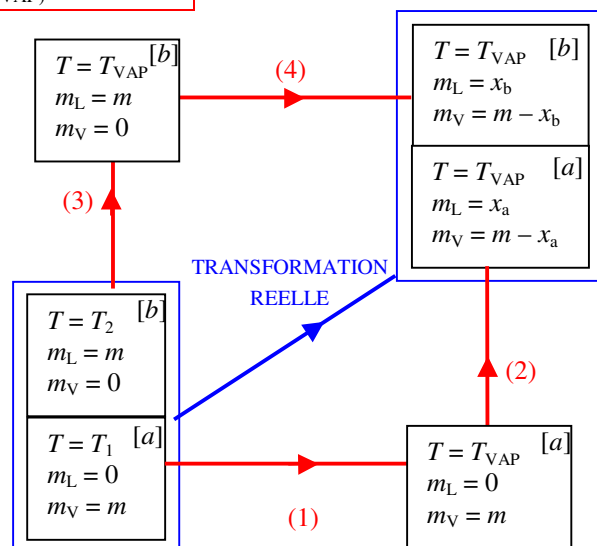 VAP)
T = T_VAP [b]
m_L = m
m_V = 0
(4)
T = T_VAP [b]
m_L = x_b
m_V = m – x_b
T = T_VAP [a]
m_L = x_a
m_V = m – x_a
(3)
TRANSFORMATION
REELLE
T = T_2 [b]
m_L = m
m_V = 0
T = T_1 [a]
m_L = 0
m_V = m
(1)
(2)
T = T_VAP [a]
m_L = 0
m_V = m